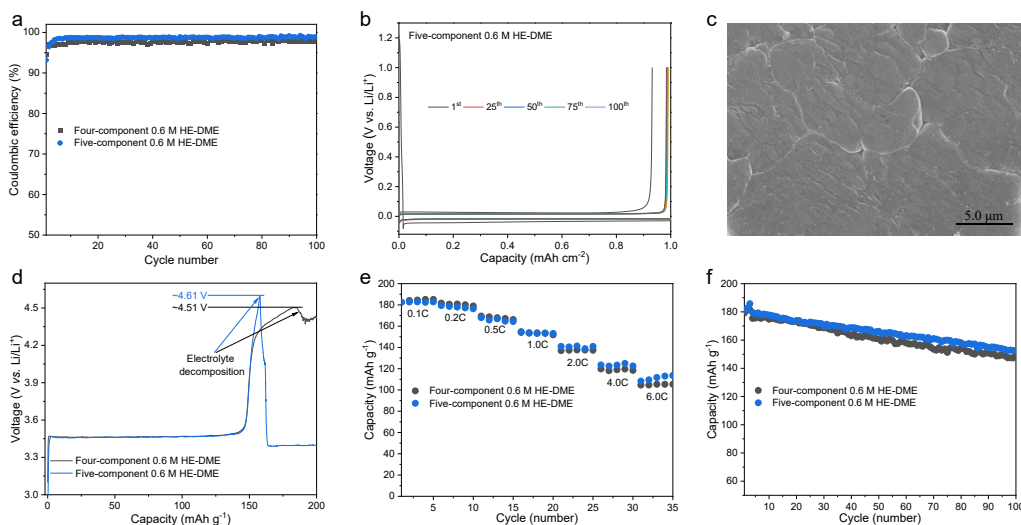 a
Coulombic efficiency (%)
100
90
80
70
60
50
0
20
40
60
80
100
Four-component 0.6 M HE-DME
Five-component 0.6 M HE-DME
Cycle number
b
Voltage (V vs. Li/Li⁺)
Five-component 0.6 M HE-DME
1.2
1.0
0.8
0.6
0.4
0.2
0.0
1ˢᵗ 25ᵗʰ 50ᵗʰ 75ᵗʰ 100ᵗʰ
0.0
0.2
0.4
0.6
0.8
1.0
Capacity (mAh cm⁻²)
c
5.0 μm
d
Voltage (V vs. Li/Li⁺)
4.5
4.2
3.9
3.6
3.3
3.0
~4.61 V
~4.51 V
Electrolyte
decomposition
Four-component 0.6 M HE-DME
Five-component 0.6 M HE-DME
0
50
100
150
200
Capacity (mAh g⁻¹)
e
Capacity (mAh g⁻¹)
200
180
160
140
120
100
80
60
40
20
0
0.1C
0.2C
0.5C
1.0C
2.0C
4.0C
6.0C
Four-component 0.6 M HE-DME
Five-component 0.6 M HE-DME
5
10
15
20
25
30
35
Cycle (number)
f
Capacity (mAh g⁻¹)
200
180
160
140
120
100
80
60
Four-component 0.6 M HE-DME
Five-component 0.6 M HE-DME
10
20
30
40
50
60
70
80
90
100
Cycle (number)